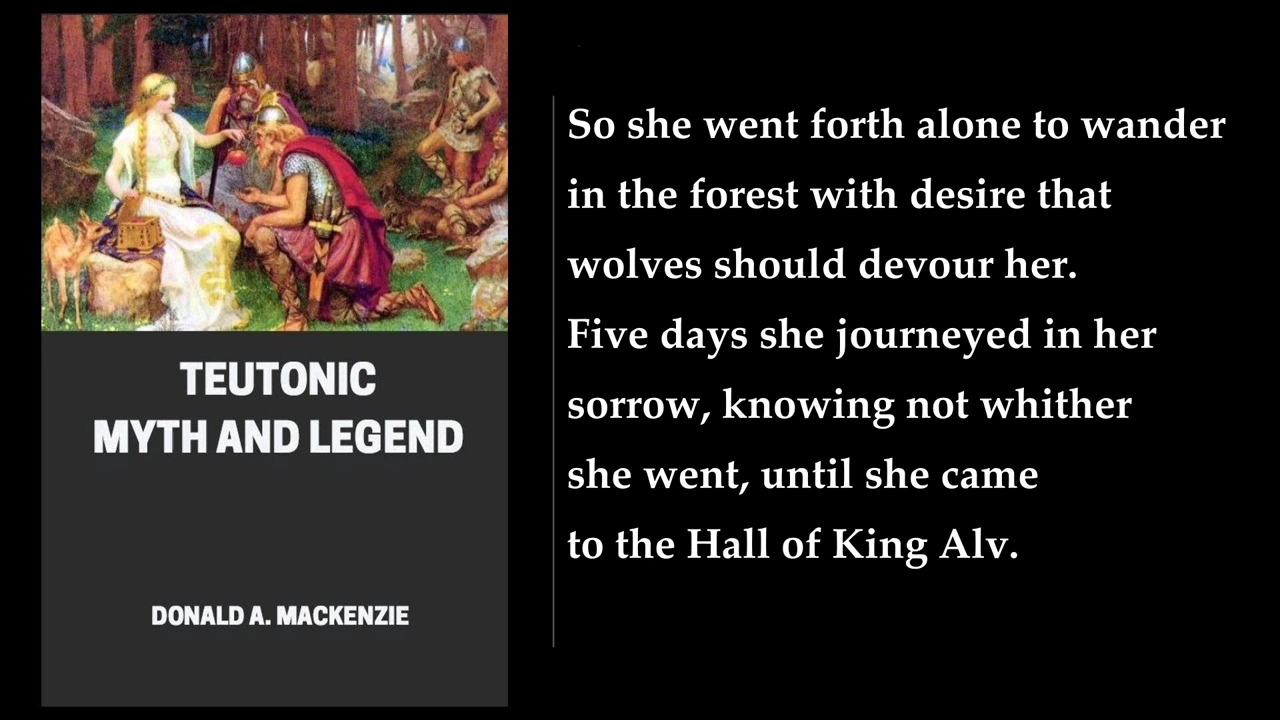 TEUTONIC
MYTH AND LEGEND
DONALD A. MACKENZIE
So she went forth alone to wander
in the forest with desire that
wolves should devour her.
Five days she journeyed in her
sorrow, knowing not whither
she went, until she came
to the Hall of King Alv.